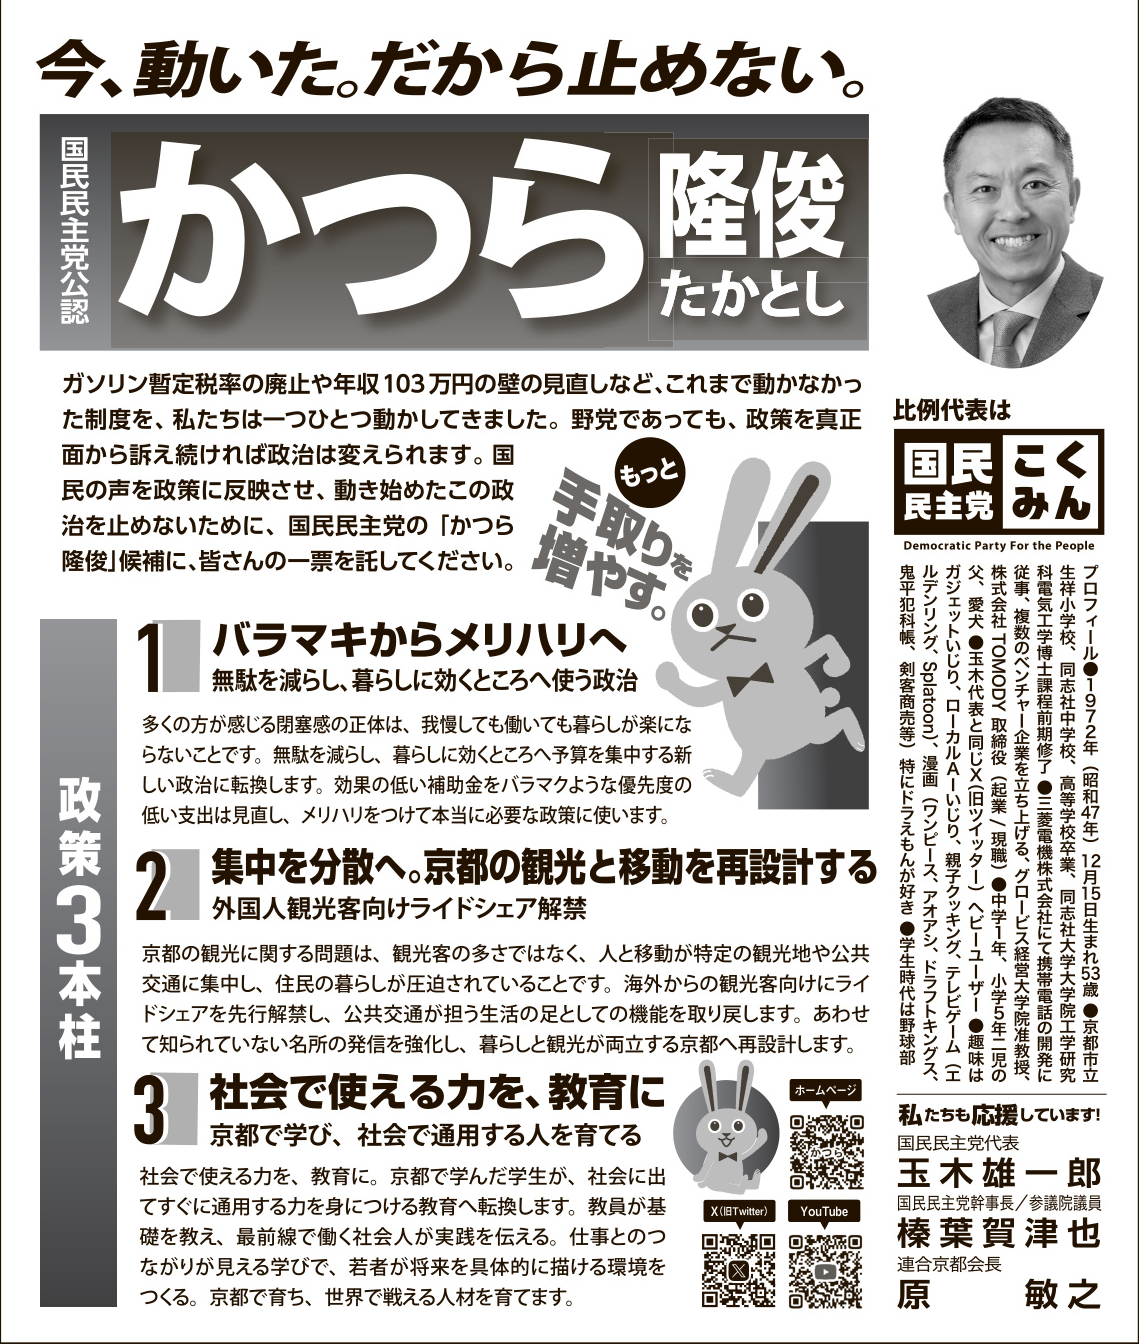 今、動いた。だから止めない。
国民民主党公認
かつら
隆俊
たかとし
ガソリン暫定税率の廃止や年収103万円の壁の見直しなど、これまで動かなかっ
た制度を、私たちは一つひとつ動かしてきました。野党であっても、政策を真正
面から訴え続ければ政治は変えられます。国
民の声を政策に反映させ、動き始めたこの政
治を止めないために、国民民主党の「かつら
隆俊」候補に、皆さんの一票を託してください。
もっと
手取りを
増やす。
政策3本柱
1
バラマキからメリハリへ
無駄を減らし、暮らしに効くところへ使う政治
多くの方が感じる閉塞感の正体は、我慢しても働いても暮らしが楽にな
らないことです。無駄を減らし、暮らしに効くところへ予算を集中する新
しい政治に転換します。効果の低い補助金をバラマクような優先度の
低い支出は見直し、メリハリをつけて本当に必要な政策に使います。
2
集中を分散へ。京都の観光と移動を再設計する
外国人観光客向けライドシェア解禁
京都の観光に関する問題は、観光客の多さではなく、人と移動が特定の観光地や公共
交通に集中し、住民の暮らしが圧迫されていることです。海外からの観光客向けにライ
ドシェアを先行解禁し、公共交通が担う生活の足としての機能を取り戻します。あわせ
て知られていない名所の発信を強化し、暮らしと観光が両立する京都へ再設計します。
3
社会で使える力を、教育に
京都で学び、社会で通用する人を育てる
社会で使える力を、教育に。京都で学んだ学生が、社会に出
てすぐに通用する力を身につける教育へ転換します。教員が基
礎を教え、最前線で働く社会人が実践を伝える。仕事とのつ
ながりが見える学びで、若者が将来を具体的に描ける環境を
つくる。京都で育ち、世界で戦える人材を育てます。
ホームページ
かつら
X(旧Twitter)
YouTube
比例代表は
国民
民主党
こく
みん
Democratic Party For the People
プロフィール●1972年(昭和47年)12月15日生まれ53歳 ●京都市立
生祥小学校、同志社中学校、高等学校卒業、同志社大学大学院工学研究
科電気工学博士課程前期修了 ●三菱電機株式会社にて携帯電話の開発に
従事、複数のベンチャー企業を立ち上げる、グロービス経営大学院准教授、
株式会社 TOMODY 取締役(起業/現職)●中学1年、小学5年二児の
父、愛犬 ●玉木代表と同じX(旧ツイッター)ヘビーユーザー ●趣味は
ガジェットいじり、ローカルAIいじり、親子クッキング、テレビゲーム(エ
ルデンリング、Splatoon)、漫画(ワンピース、アオアシ、ドラフトキングス、
鬼平犯科帳、剣客商売等)特にドラえもんが好き ●学生時代は野球部
私たちも応援しています!
国民民主党代表
玉木雄一郎
国民民主党幹事長/参議院議員
榛葉賀津也
連合京都会長
原 敏之